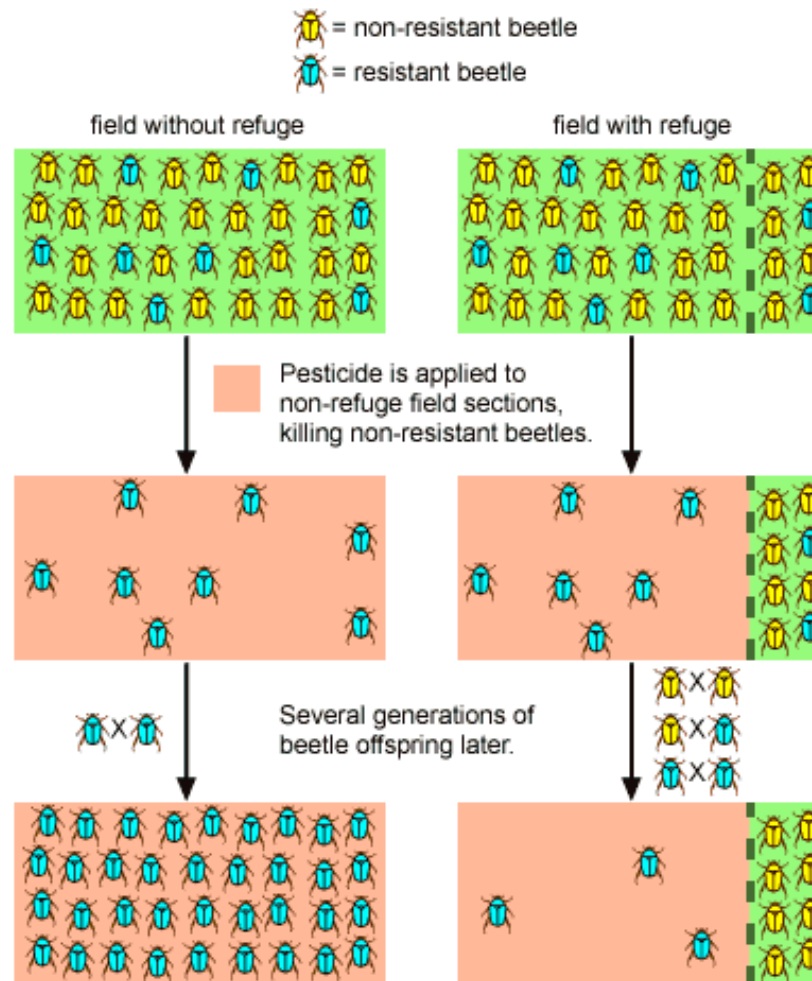 = non-resistant beetle
= resistant beetle
field without refuge
field with refuge
Pesticide is applied to
non-refuge field sections,
killing non-resistant beetles.
X
Several generations of
beetle offspring later.
X
X
X